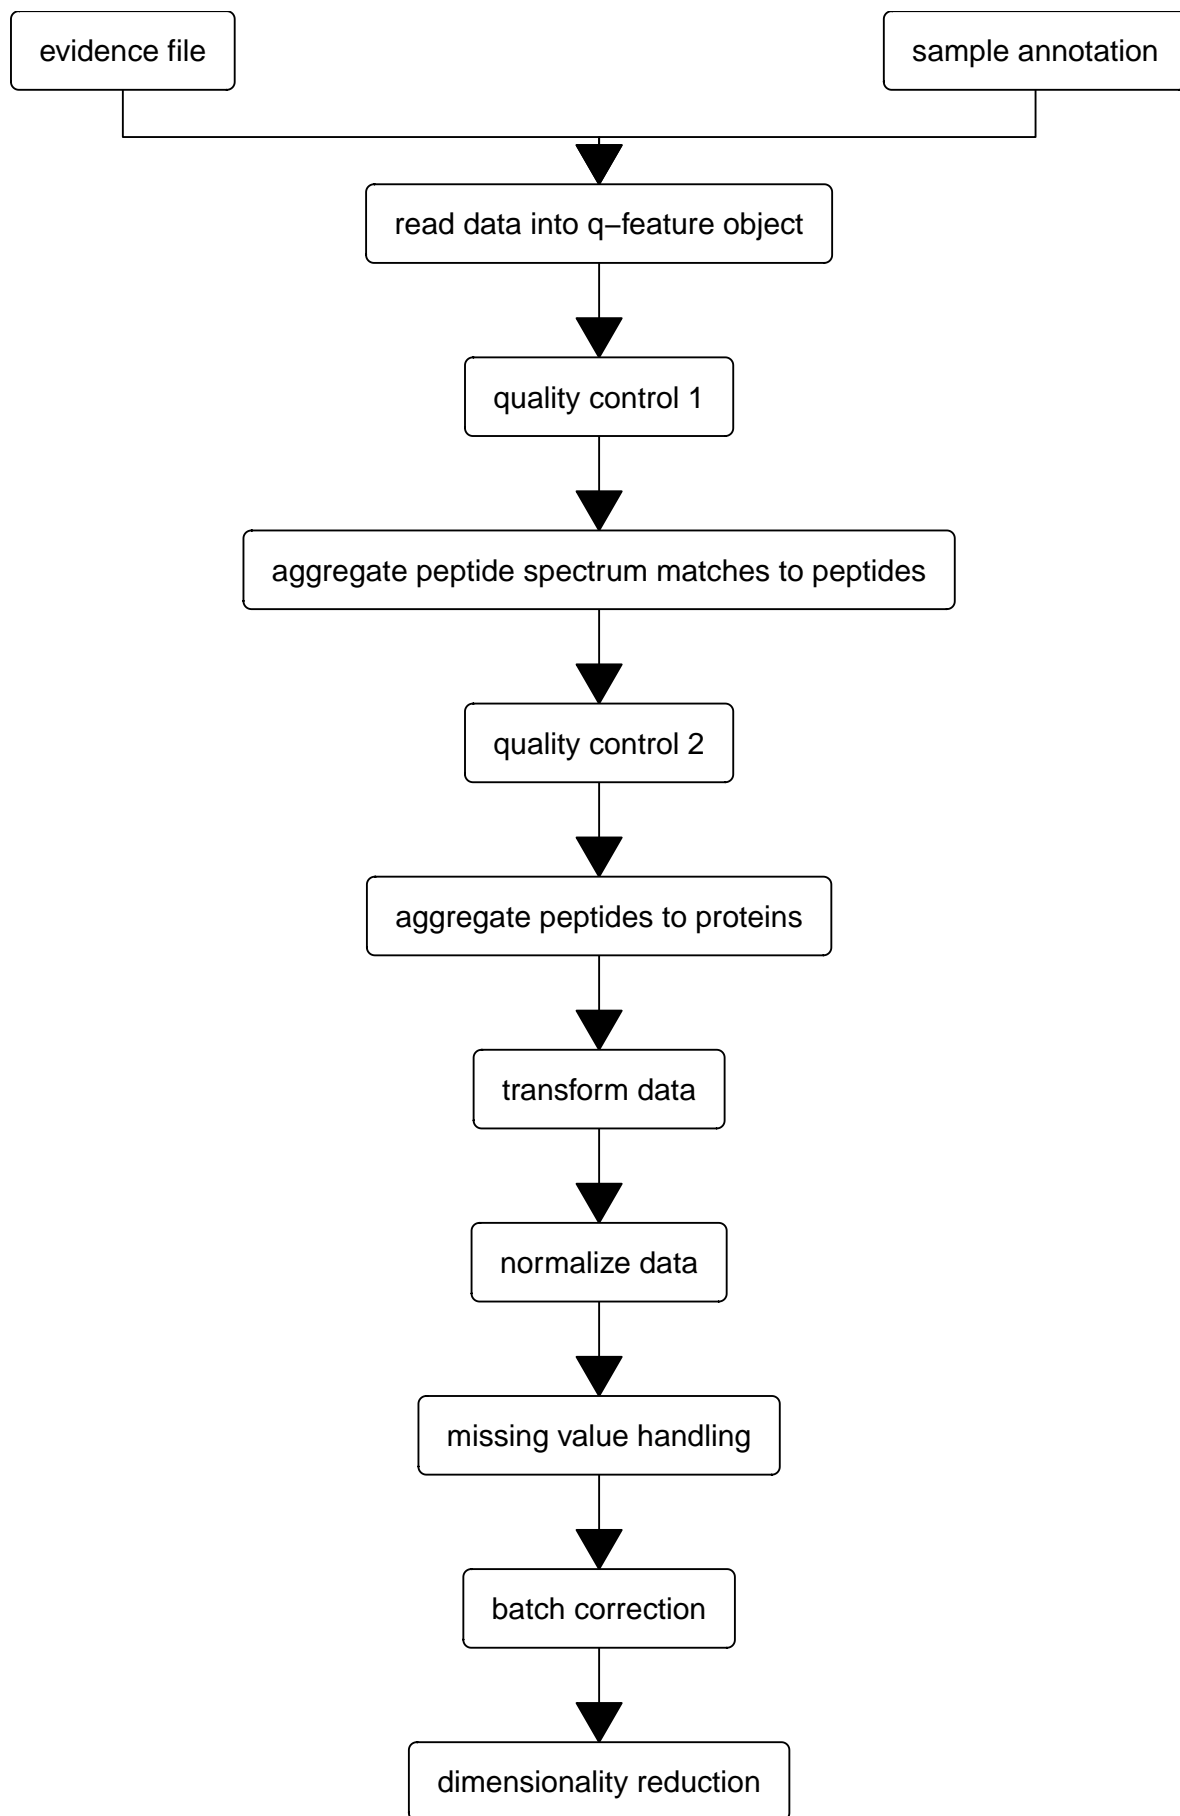 evidence file
sample annotation
read data into q−feature object
quality control 1
aggregate peptide spectrum matches to peptides
quality control 2
aggregate peptides to proteins
transform data
normalize data
missing value handling
batch correction
dimensionality reduction